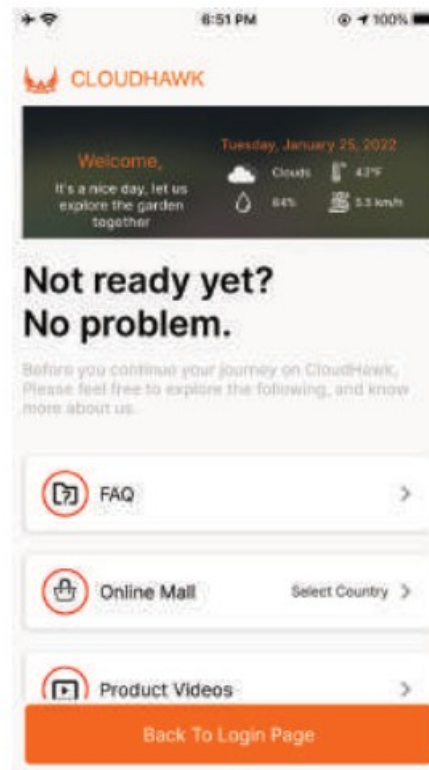 6:51 PM
100%
CLOUDHAWK
Tuesday, January 25, 2022
Welcome,
Clouds 43°F
It's a nice day, let us
explore the garden
together
84% 5.5 km/h
Not ready yet?
No problem.
Before you continue your journey on CloudHawk,
Please feel free to explore the following, and know
more about us.
FAQ
Online Mall Select Country
Product Videos
Back To Login Page